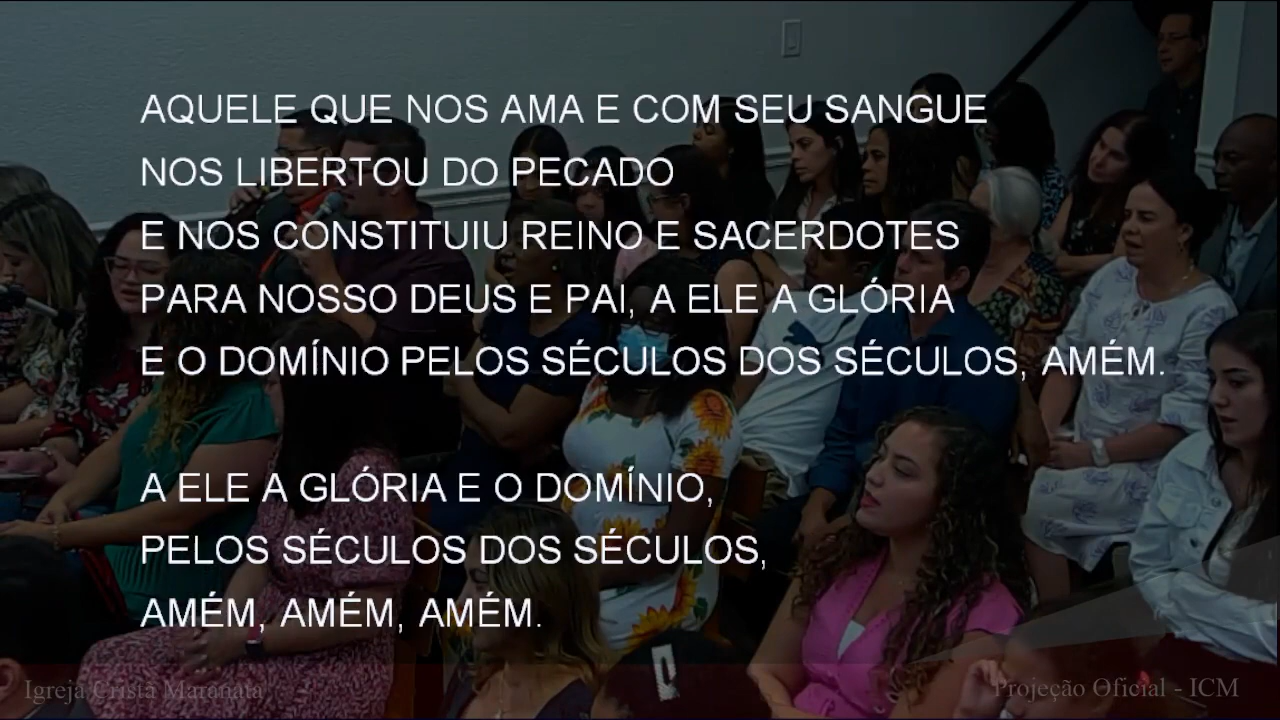 AQUELE QUE NOS AMA E COM SEU SANGUE
NOS LIBERTOU DO PECADO
E NOS CONSTITUIU REINO E SACERDOTES
PARA NOSSO DEUS E PAI, A ELE A GLÓRIA
E O DOMÍNIO PELOS SÉCULOS DOS SÉCULOS, AMÉM.
A ELE A GLÓRIA E O DOMÍNIO,
PELOS SÉCULOS DOS SÉCULOS,
AMÉM, AMÉM, AMÉM.
Igreja Cristã Maranata
Projeção Oficial - ICM